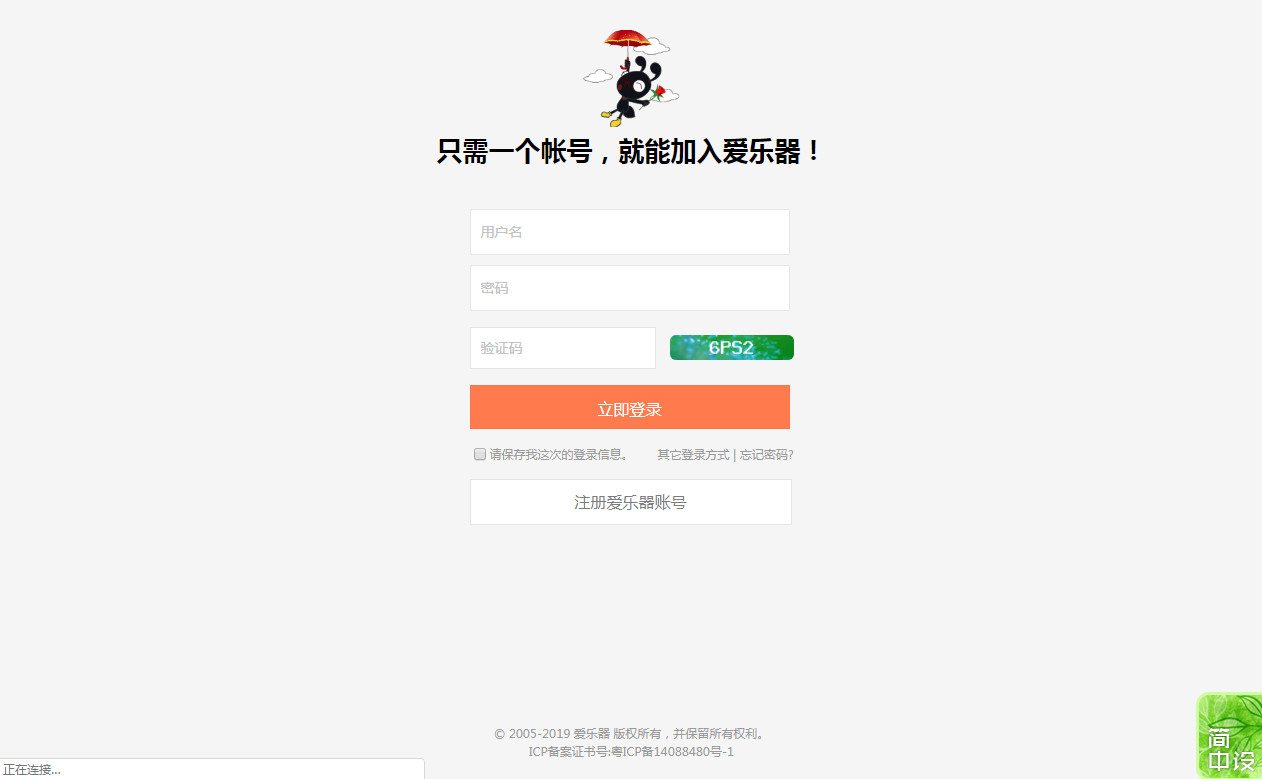 只需一个帐号，就能加入爱乐器！
用户名
密码
验证码
6PS2
立即登录
请保存我这次的登录信息。 其它登录方式 | 忘记密码?
注册爱乐器账号
© 2005-2019 爱乐器 版权所有，并保留所有权利。
ICP备案证书号:粤ICP备14088480号-1
正在连接...
简
中设